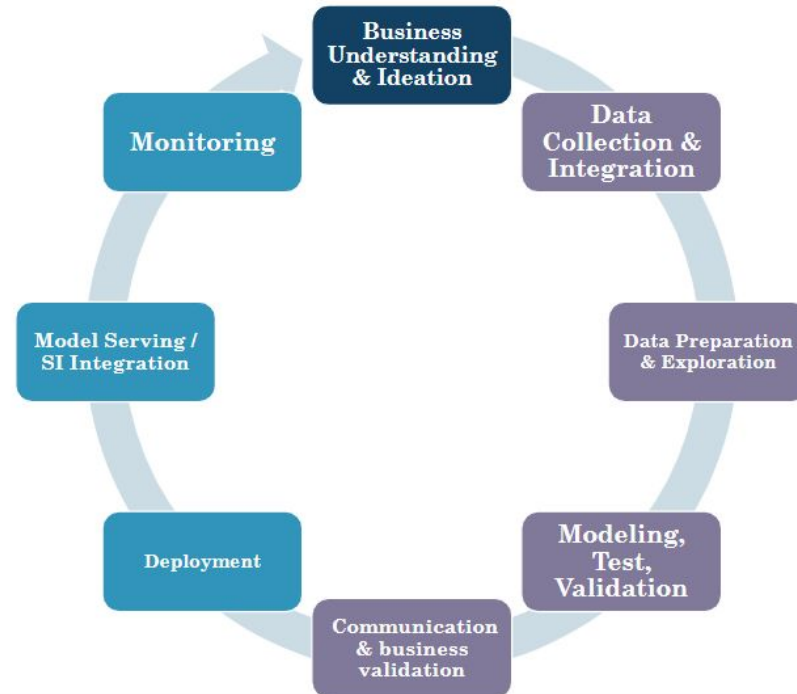 Business
Understanding
& Ideation
Data
Collection &
Integration
Data Preparation
& Exploration
Modeling,
Test,
Validation
Communication
& business
validation
Deployment
Model Serving /
SI Integration
Monitoring